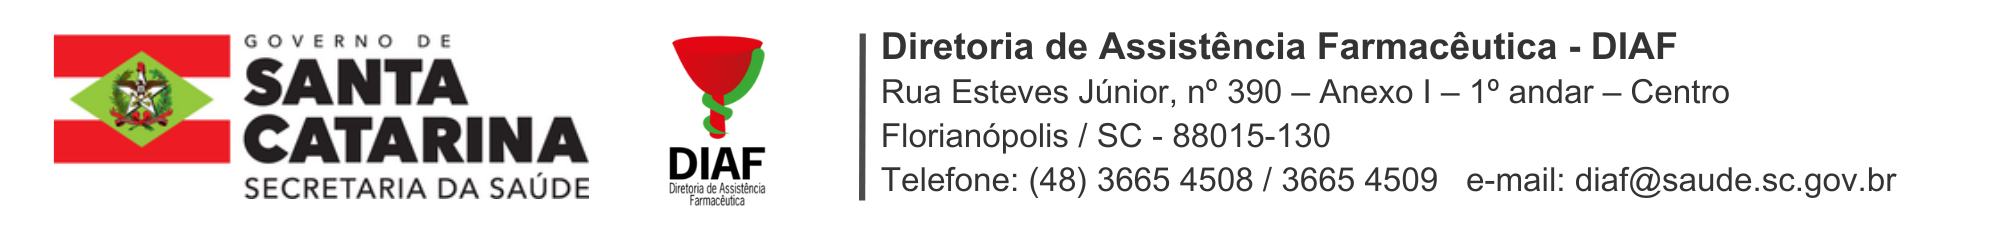 GOVERNO DE
SANTA
CATARINA
SECRETARIA DA SAÚDE
DIAF
Diretoria de Assistência
Farmacêutica
Diretoria de Assistência Farmacêutica - DIAF
Rua Esteves Júnior, nº 390 – Anexo I – 1º andar – Centro
Florianópolis / SC - 88015-130
Telefone: (48) 3665 4508 / 3665 4509 e-mail: diaf@saude.sc.gov.br